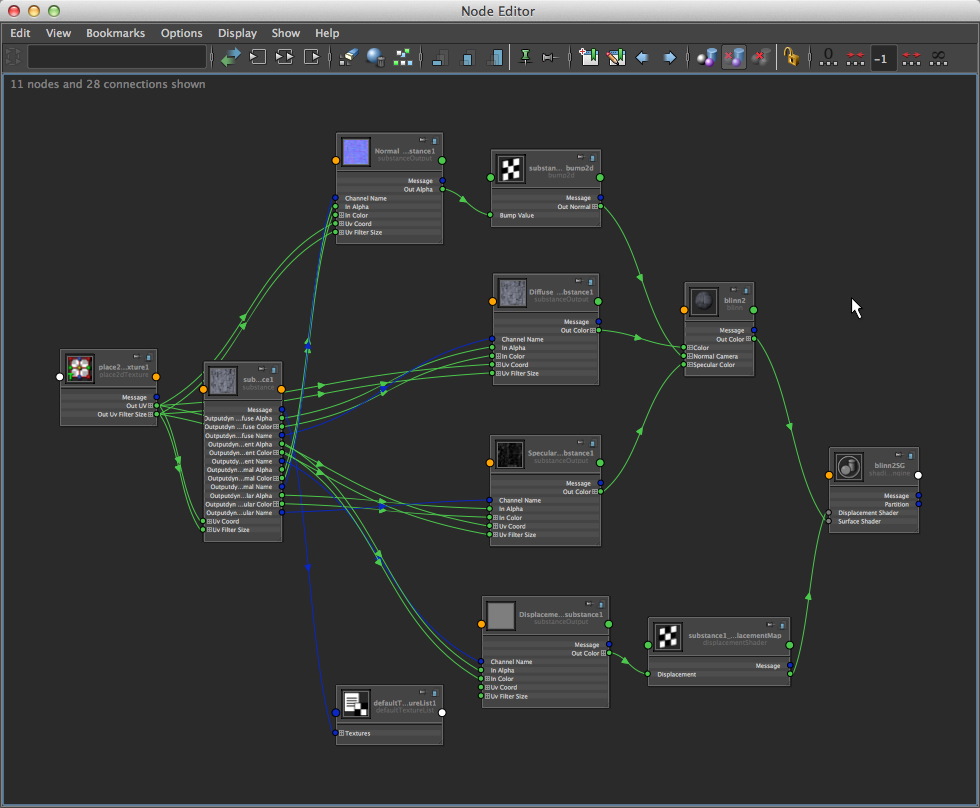 Node Editor
Edit View Bookmarks Options Display Show Help
0 -1 ∞
11 nodes and 28 connections shown
Normal ...stance1
substanceOutput
Message
Out Alpha
Channel Name
In Alpha
In Color
Uv Coord
Uv Filter Size
substan... bump2d
bump2d
Message
Out Normal
Bump Value
Diffuse ...bstance1
substanceOutput
Message
Out Color
Channel Name
In Alpha
In Color
Uv Coord
Uv Filter Size
blinn2
blinn
Message
Out Color
Color
Normal Camera
Specular Color
place2...xture1
place2dTexture
Message
Out UV
Out Uv Filter Size
sub...ce1
substance
Message
Outputdyn ...fuse Alpha
Outputdyn ...fuse Color
Outputdyn ...fuse Name
Outputdyn ...ent Alpha
Outputdyn ...ent Color
Outputdy...ent Name
Outputdyn ...mal Alpha
Outputdyn ...mal Color
Outputdy...mal Name
Outputdyn ...lar Alpha
Outputdy...ular Color
Outputdy...ular Name
Uv Coord
Uv Filter Size
Specular...bstance1
substanceOutput
Message
Out Color
Channel Name
In Alpha
In Color
Uv Coord
Uv Filter Size
blinn2SG
Message
Partition
Displacement Shader
Surface Shader
Displaceme...substance1
substanceOutput
Message
Out Color
Channel Name
In Alpha
In Color
Uv Coord
Uv Filter Size
substance1_...lacementMap
displacementShader
Message
Displacement
defaultT...ureList1
defaultTextureList
Textures